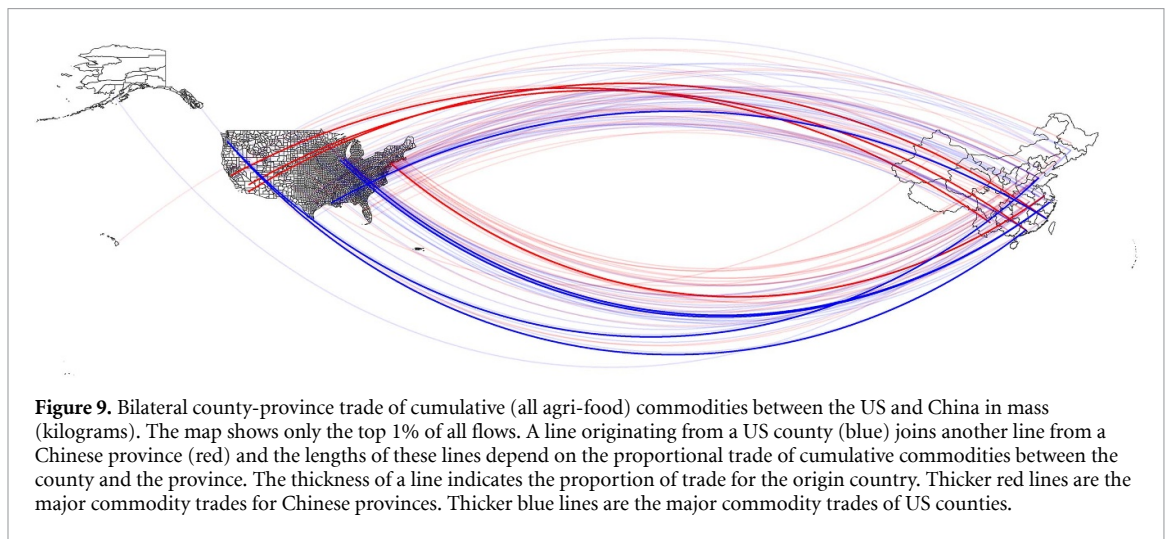 Figure 9. Bilateral county-province trade of cumulative (all agri-food) commodities between the US and China in mass
(kilograms). The map shows only the top 1% of all flows. A line originating from a US county (blue) joins another line from a
Chinese province (red) and the lengths of these lines depend on the proportional trade of cumulative commodities between the
county and the province. The thickness of a line indicates the proportion of trade for the origin country. Thicker red lines are the
major commodity trades for Chinese provinces. Thicker blue lines are the major commodity trades of US counties.